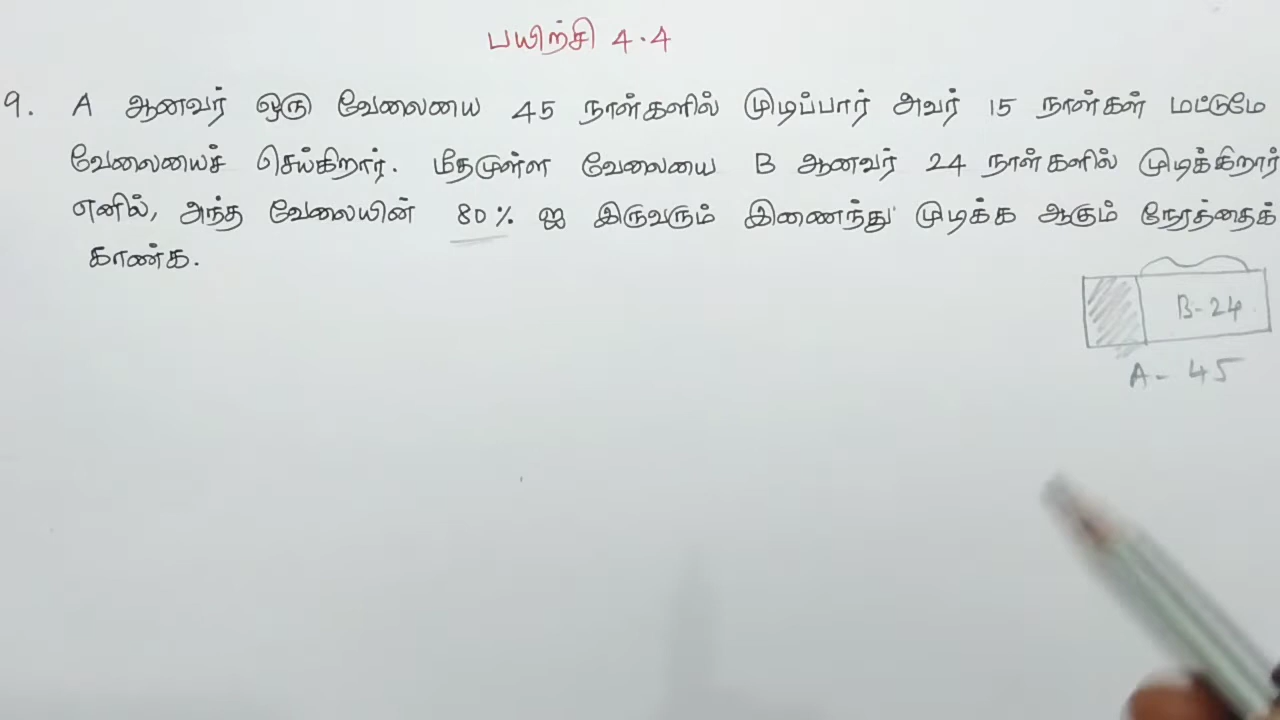 பயிற்சி 4.4
9. A ஆனவர் ஒரு வேலையை 45 நாள்களில் முடிப்பார் அவர் 15 நாள்கள் மட்டுமே
வேலையைச் செய்கிறார். மீதமுள்ள வேலையை B ஆனவர் 24 நாள்களில் முடிக்கிறார்
எனில், அந்த வேலையின் 80% ஐ இருவரும் இணைந்து முடிக்க ஆகும் நேரத்தைக்
காண்க.
B-24
A - 45